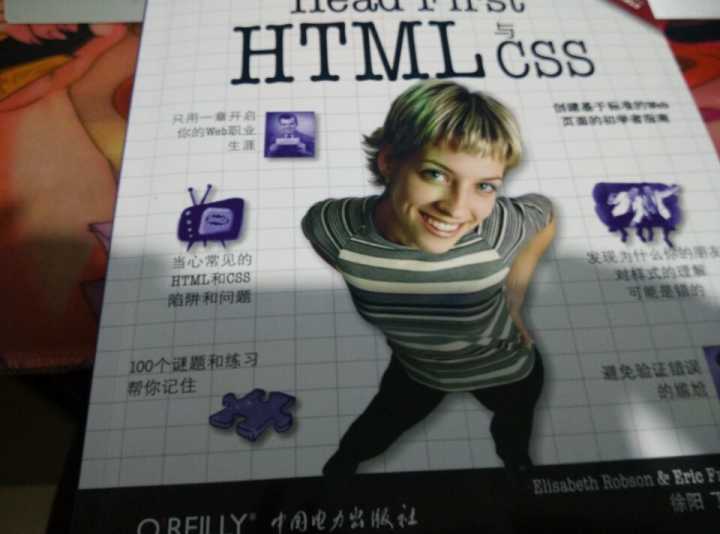 Head First
HTML与CSS
只用一章开启
你的Web职业
生涯
创建基于标准的Web
页面的初学者指南
当心常见的
HTML和CSS
陷阱和问题
发现为什么你的朋友
对样式的理解
可能是错的
100个谜题和练习
帮你记住
避免验证错误
的尴尬
Elisabeth Robson & Eric
徐阳
O'REILLY® 中国电力出版社